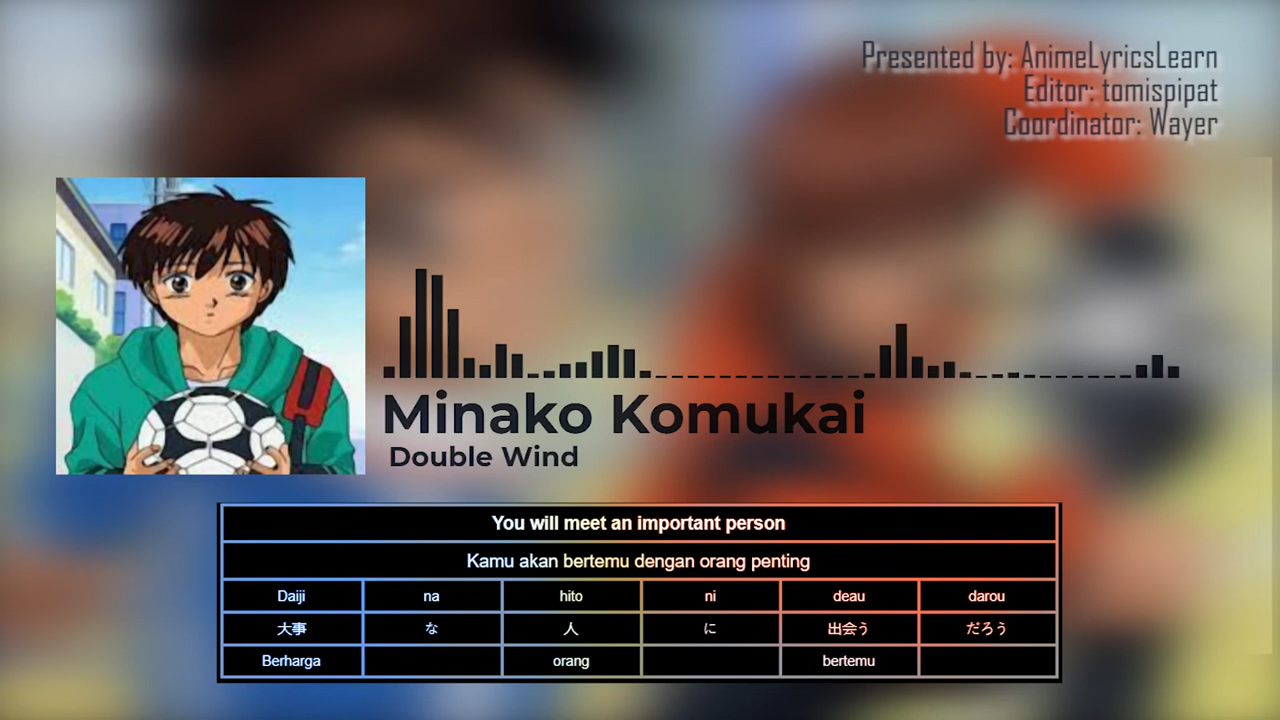 Presented by: AnimeLyricsLearn
Editor: tomispipat
Coordinator: Wayer
Minako Komukai
Double Wind
You will meet an important person
Kamu akan bertemu dengan orang penting
Daiji na hito ni deau darou
大事 な 人 に 出会う だろう
Berharga orang bertemu